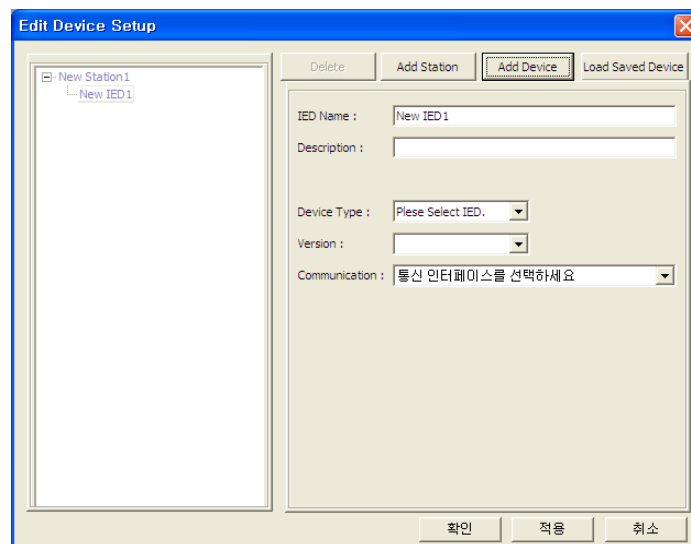 Edit Device Setup
Delete
Add Station
Add Device
Load Saved Device
New Station1
New IED1
IED Name :
New IED1
Description :
Device Type :
Plese Select IED.
Version :
Communication :
통신 인터페이스를 선택하세요
확인
적용
취소